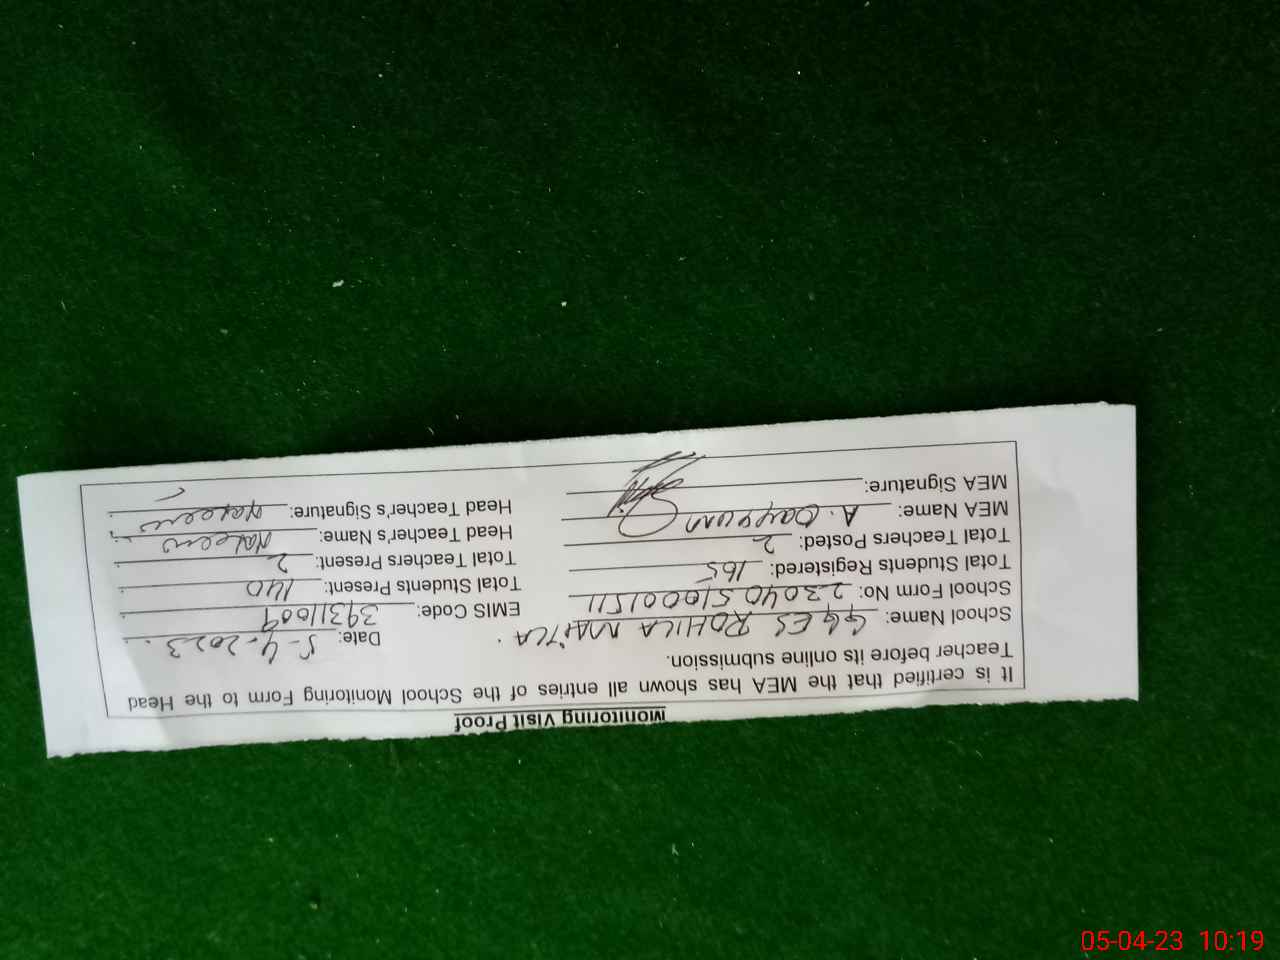 Monitoring Visit Proof
It is certified that the MEA has shown all entries of the School Monitoring Form to the Head
Teacher before its online submission.
School Name: GGES ROHILA Date: 5-4-2023.
School Form No: 23040510001511 EMIS Code: 39311009
Total Students Registered: 165 Total Students Present: 140
Total Teachers Posted: 2 Total Teachers Present: 2
MEA Name: A. Qayyum Head Teacher's Name:
MEA Signature: Head Teacher's Signature:
05-04-23 10:19